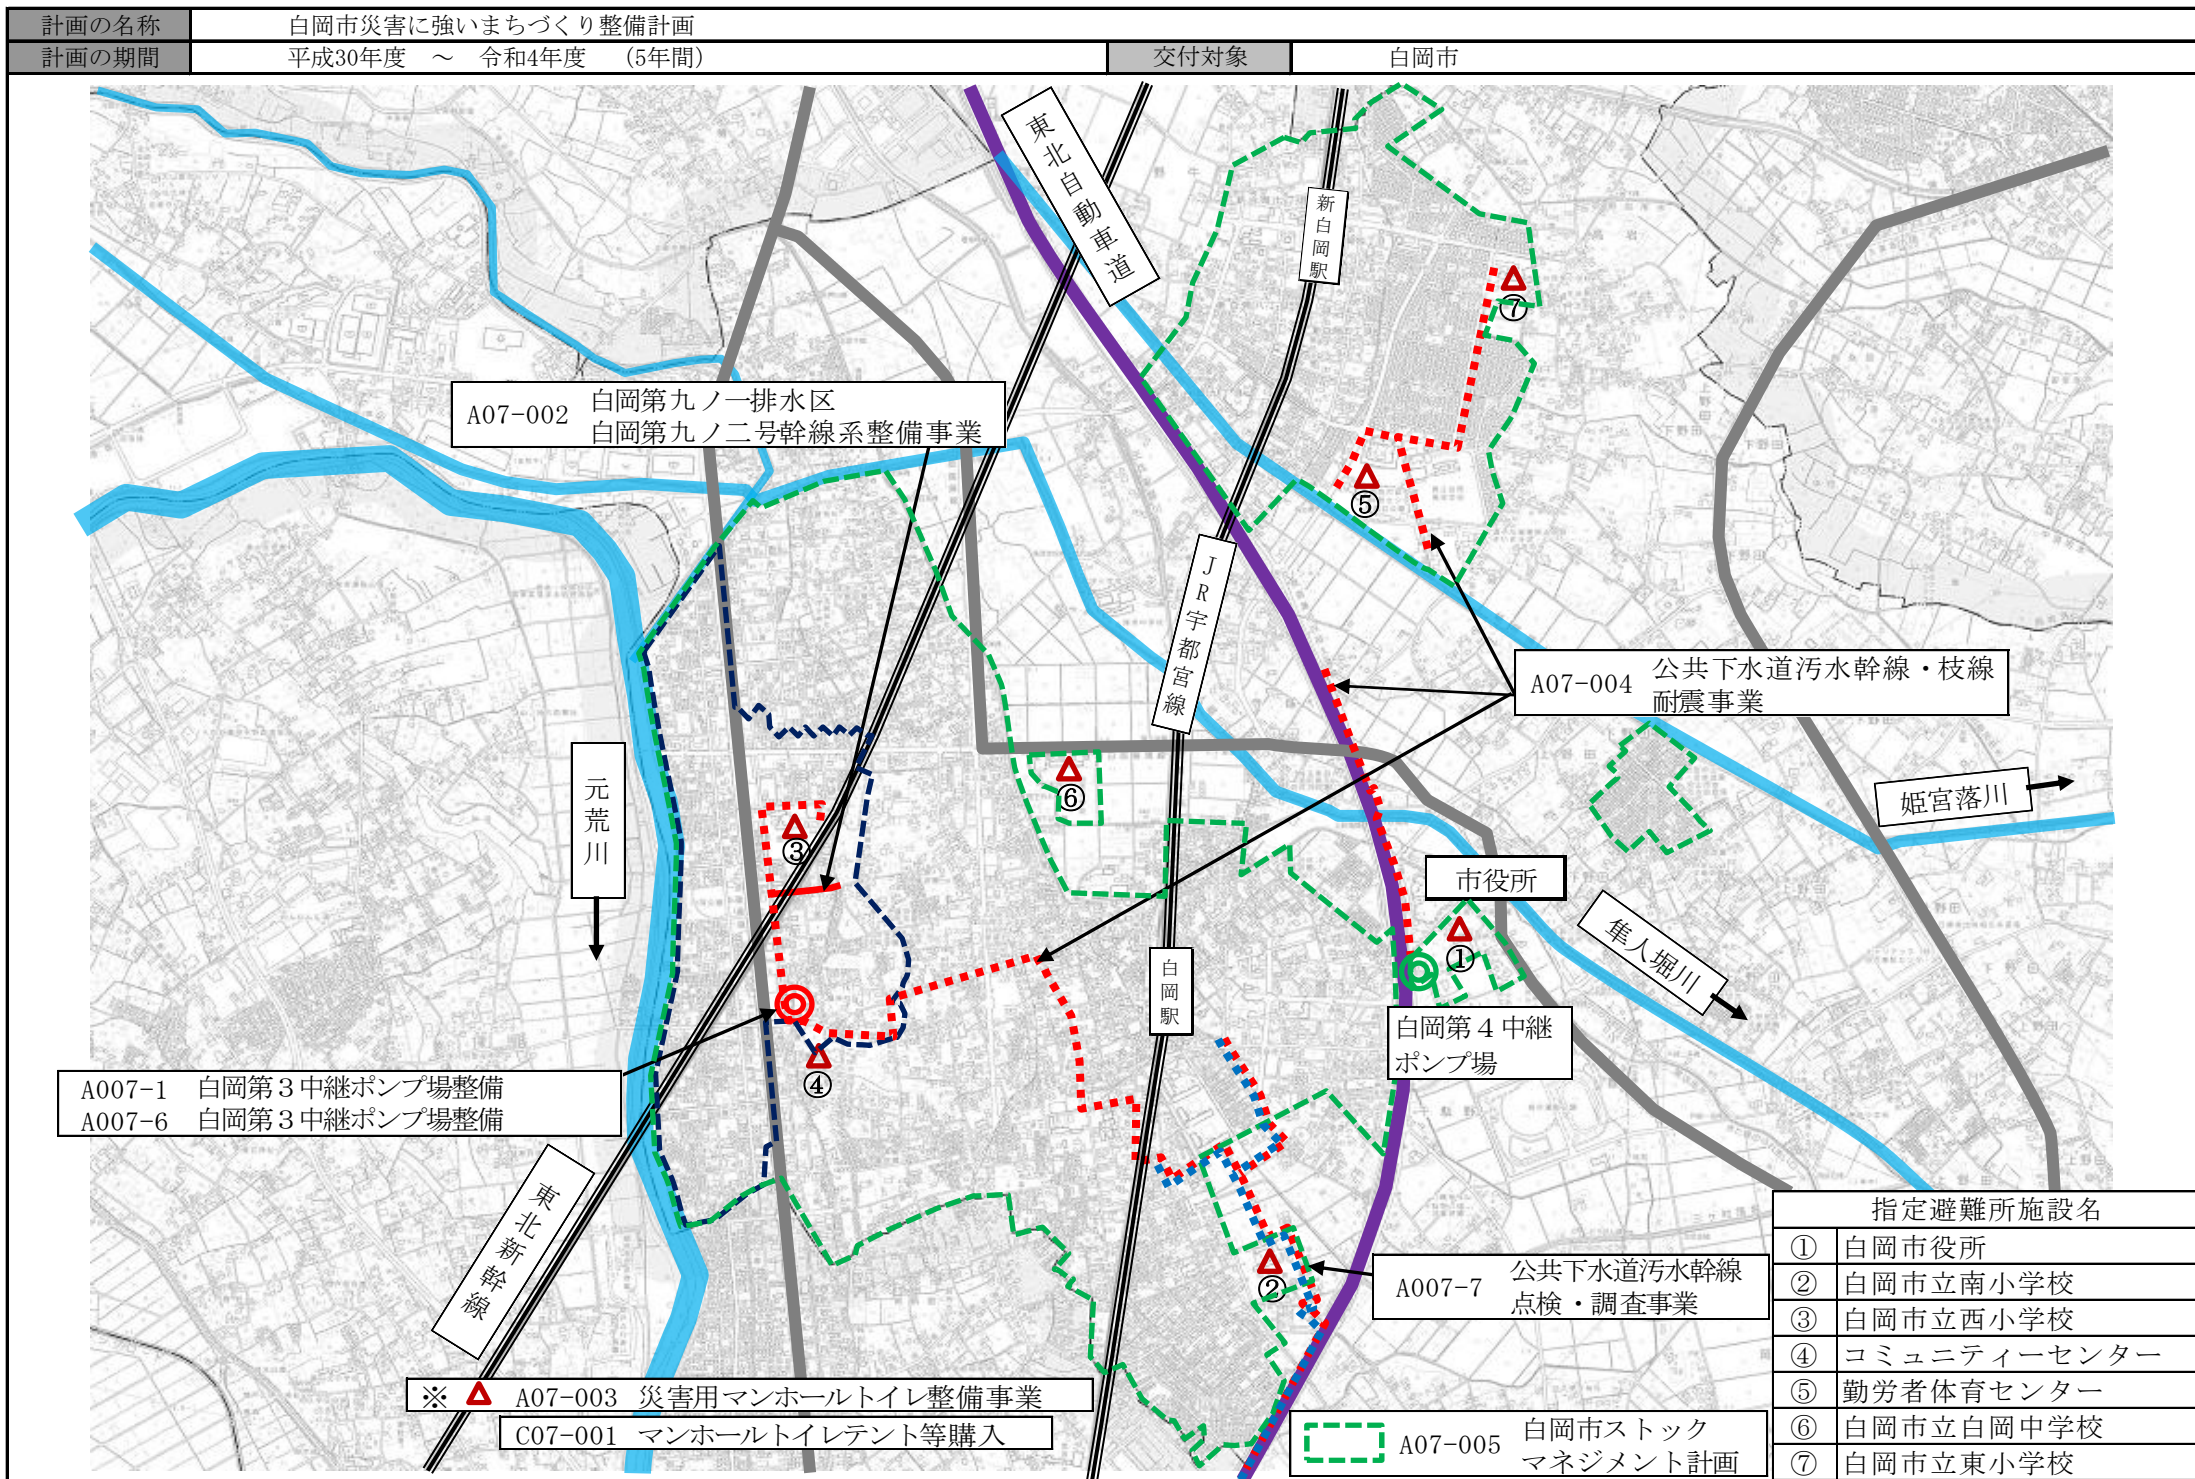 計画の名称 白岡市災害に強いまちづくり整備計画
計画の期間 平成30年度 ～ 令和4年度 (5年間) 交付対象 白岡市
東北自動車道
新白岡駅
⑦
A07-002 白岡第九ノ一排水区
白岡第九ノ二号幹線系整備事業
⑤
JR宇都宮線
A07-004 公共下水道汚水幹線・枝線
耐震事業
元荒川
⑥
姫宮落川
③
市役所
①
隼人堀川
白岡駅
白岡第４中継
ポンプ場
④
A007-1 白岡第３中継ポンプ場整備
A007-6 白岡第３中継ポンプ場整備
東北新幹線
②
A007-7 公共下水道汚水幹線
点検・調査事業
※ A07-003 災害用マンホールトイレ整備事業
C07-001 マンホールトイレテント等購入
A07-005 白岡市ストック
マネジメント計画
指定避難所施設名
① 白岡市役所
② 白岡市立南小学校
③ 白岡市立西小学校
④ コミュニティーセンター
⑤ 勤労者体育センター
⑥ 白岡市立白岡中学校
⑦ 白岡市立東小学校